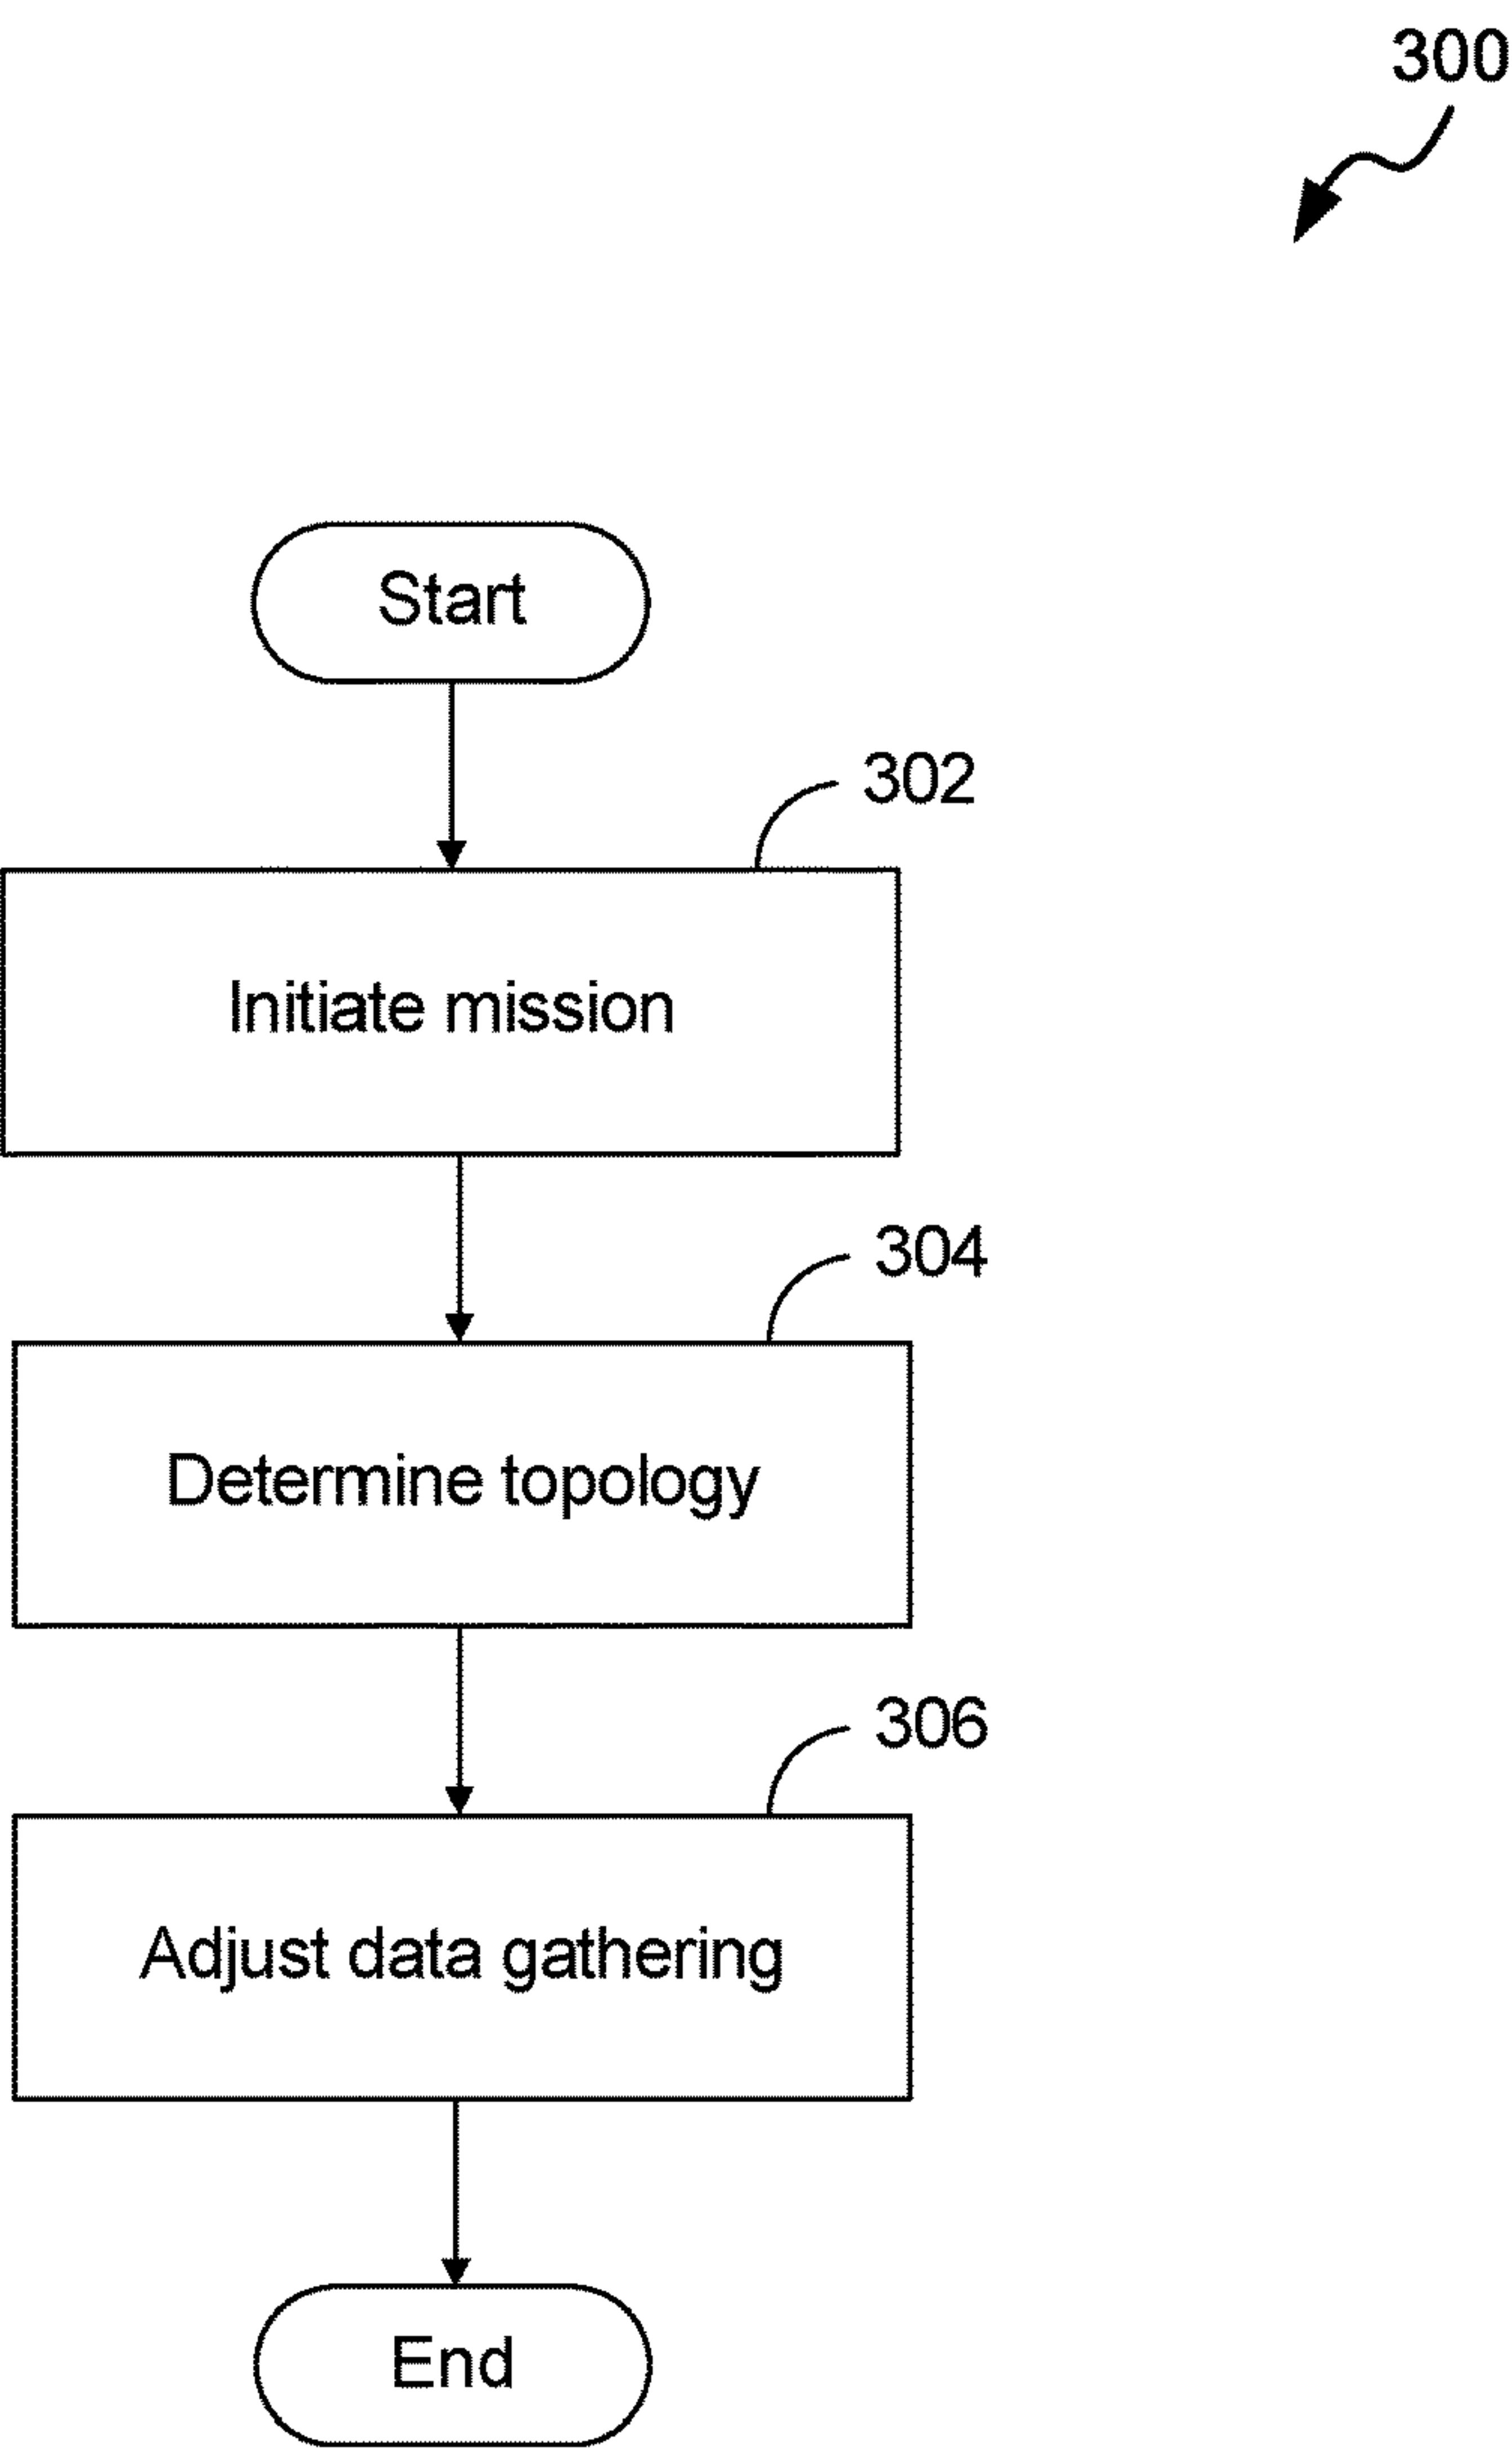 300
Start
302
Initiate mission
304
Determine topology
306
Adjust data gathering
End